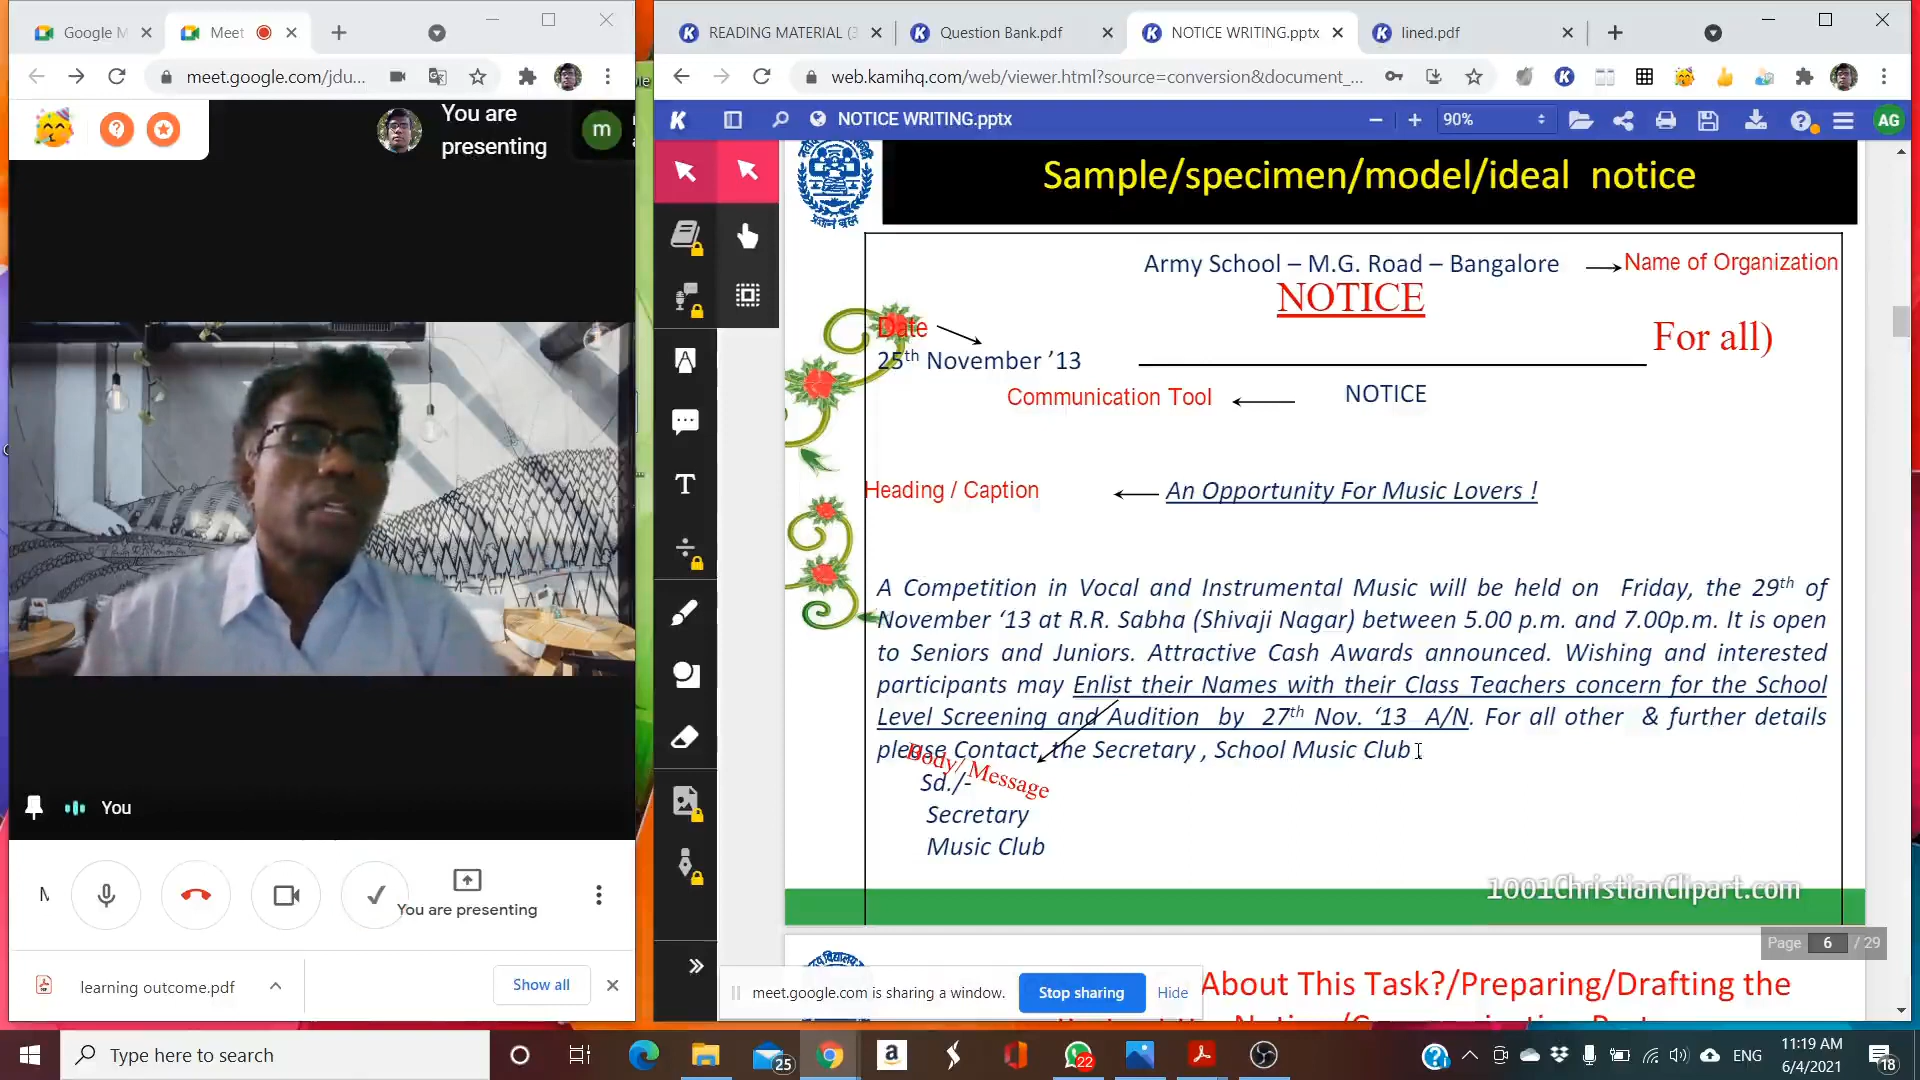 Google M
Meet
meet.google.com/jdu...
You are
presenting
m
You
You are presenting
learning outcome.pdf
Show all
READING MATERIAL (3
Question Bank.pdf
NOTICE WRITING.pptx
lined.pdf
web.kamihq.com/web/viewer.html?source=conversion&document_...
NOTICE WRITING.pptx
90%
AG
Sample/specimen/model/ideal notice
Army School – M.G. Road – Bangalore
Name of Organization
NOTICE
Date
For all)
25th November ’13
Communication Tool
NOTICE
Heading / Caption
An Opportunity For Music Lovers !
A Competition in Vocal and Instrumental Music will be held on Friday, the 29th of
November ‘13 at R.R. Sabha (Shivaji Nagar) between 5.00 p.m. and 7.00p.m. It is open
to Seniors and Juniors. Attractive Cash Awards announced. Wishing and interested
participants may Enlist their Names with their Class Teachers concern for the School
Level Screening and Audition by 27th Nov. ‘13 A/N. For all other & further details
please Contact, the Secretary , School Music Club
Body/ Message
Sd./-
Secretary
Music Club
1001ChristianClipart.com
Page 6 / 29
About This Task?/Preparing/Drafting the
meet.google.com is sharing a window.
Stop sharing
Hide
Type here to search
25
22
ENG
11:19 AM
6/4/2021
18